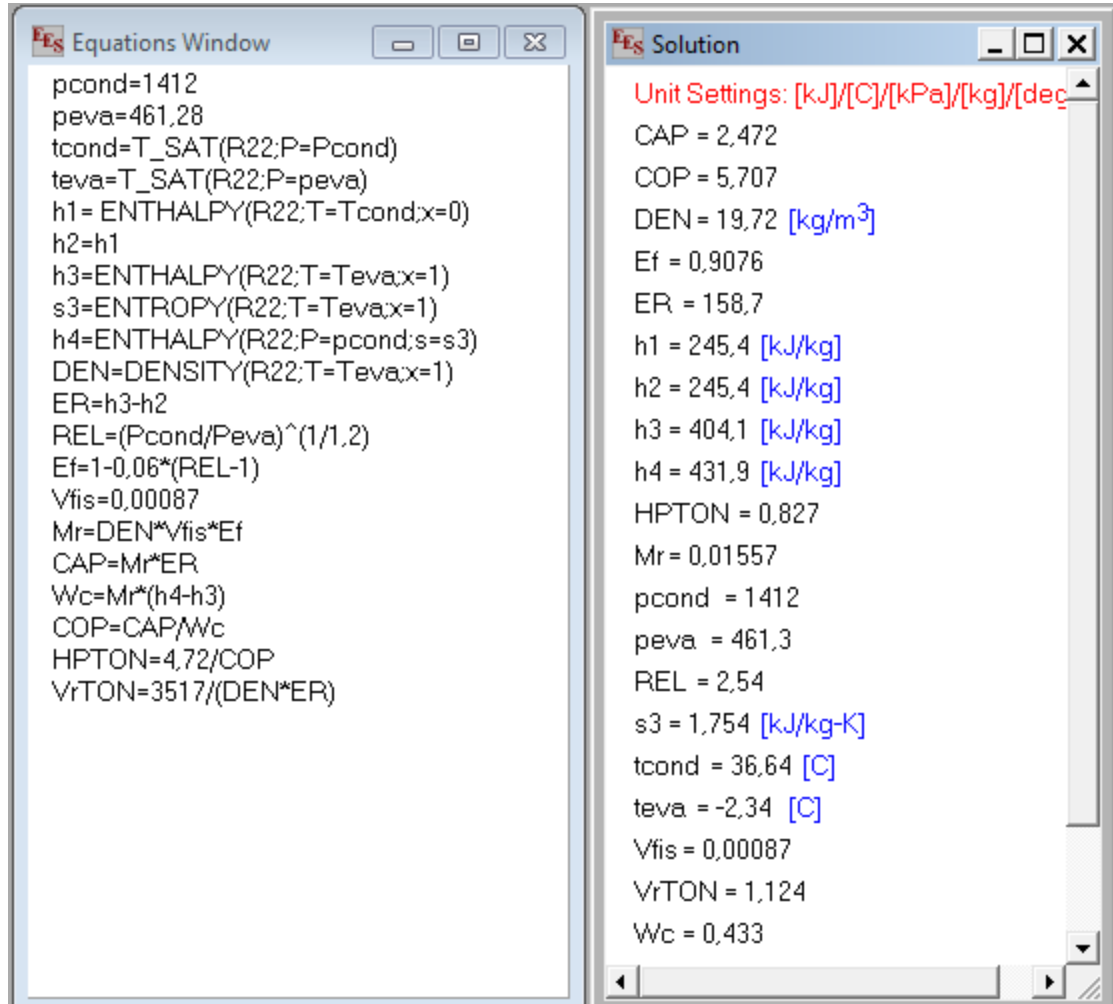 EES Equations Window
pcond=1412
peva=461,28
tcond=T_SAT(R22;P=Pcond)
teva=T_SAT(R22;P=peva)
h1= ENTHALPY(R22;T=Tcond;x=0)
h2=h1
h3=ENTHALPY(R22;T=Teva;x=1)
s3=ENTROPY(R22;T=Teva;x=1)
h4=ENTHALPY(R22;P=pcond;s=s3)
DEN=DENSITY(R22;T=Teva;x=1)
ER=h3-h2
REL=(Pcond/Peva)^(1/1,2)
Ef=1-0,06*(REL-1)
Vfis=0,00087
Mr=DEN*Vfis*Ef
CAP=Mr*ER
Wc=Mr*(h4-h3)
COP=CAP/Wc
HPTON=4,72/COP
VrTON=3517/(DEN*ER)
EES Solution
Unit Settings: [kJ]/[C]/[kPa]/[kg]/[deg
CAP = 2,472
COP = 5,707
DEN = 19,72 [kg/m³]
Ef = 0,9076
ER = 158,7
h1 = 245,4 [kJ/kg]
h2 = 245,4 [kJ/kg]
h3 = 404,1 [kJ/kg]
h4 = 431,9 [kJ/kg]
HPTON = 0,827
Mr = 0,01557
pcond = 1412
peva = 461,3
REL = 2,54
s3 = 1,754 [kJ/kg-K]
tcond = 36,64 [C]
teva = -2,34 [C]
Vfis = 0,00087
VrTON = 1,124
Wc = 0,433